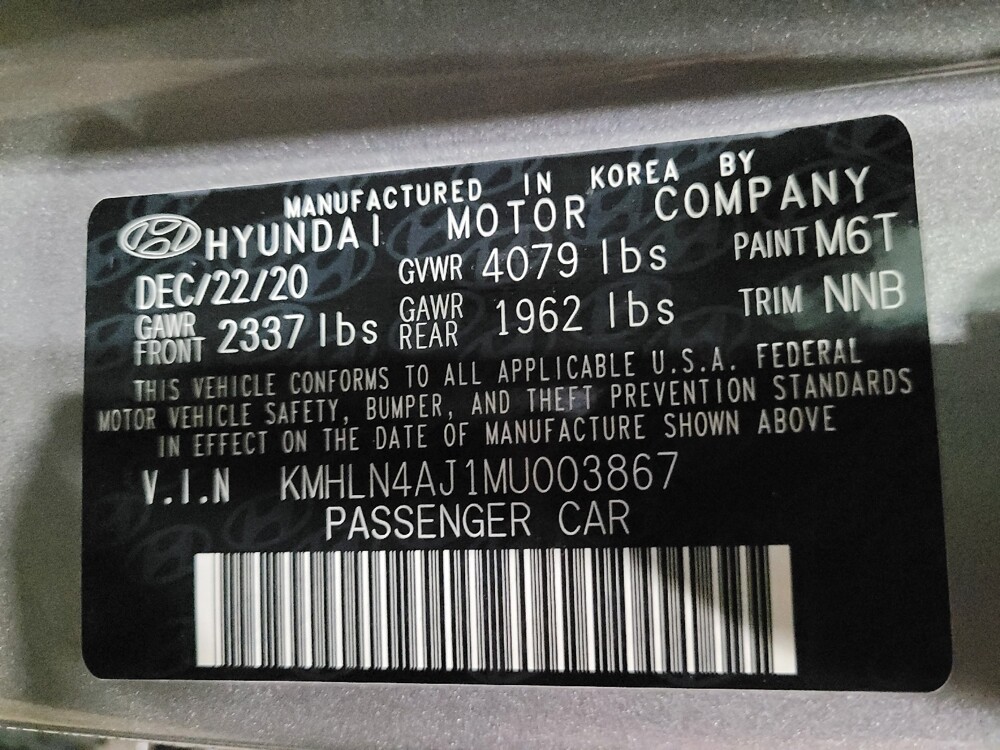 MANUFACTURED IN KOREA BY
HYUNDAI MOTOR COMPANY
DEC/22/20 GVWR 4079 lbs PAINT M6T
GAWR FRONT 2337 lbs GAWR REAR 1962 lbs TRIM NNB
THIS VEHICLE CONFORMS TO ALL APPLICABLE U.S.A. FEDERAL
MOTOR VEHICLE SAFETY, BUMPER, AND THEFT PREVENTION STANDARDS
IN EFFECT ON THE DATE OF MANUFACTURE SHOWN ABOVE
V.I.N KMHLN4AJ1MU003867
PASSENGER CAR